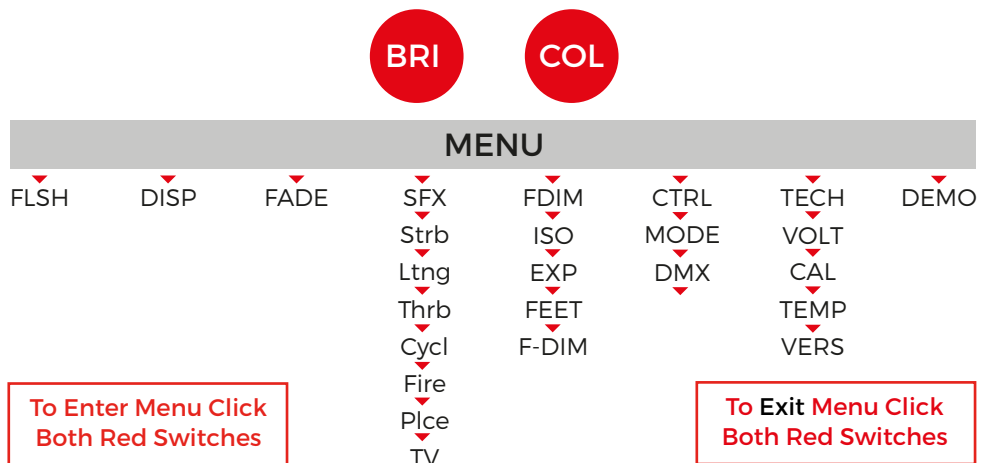 BRI COL
MENU
FLSH DISP FADE SFX FDIM CTRL TECH DEMO
Strb ISO MODE VOLT
Ltng EXP DMX CAL
Thrb FEET TEMP
Cycl F-DIM VERS
Fire
Plce
TV
To Enter Menu Click
Both Red Switches
To Exit Menu Click
Both Red Switches